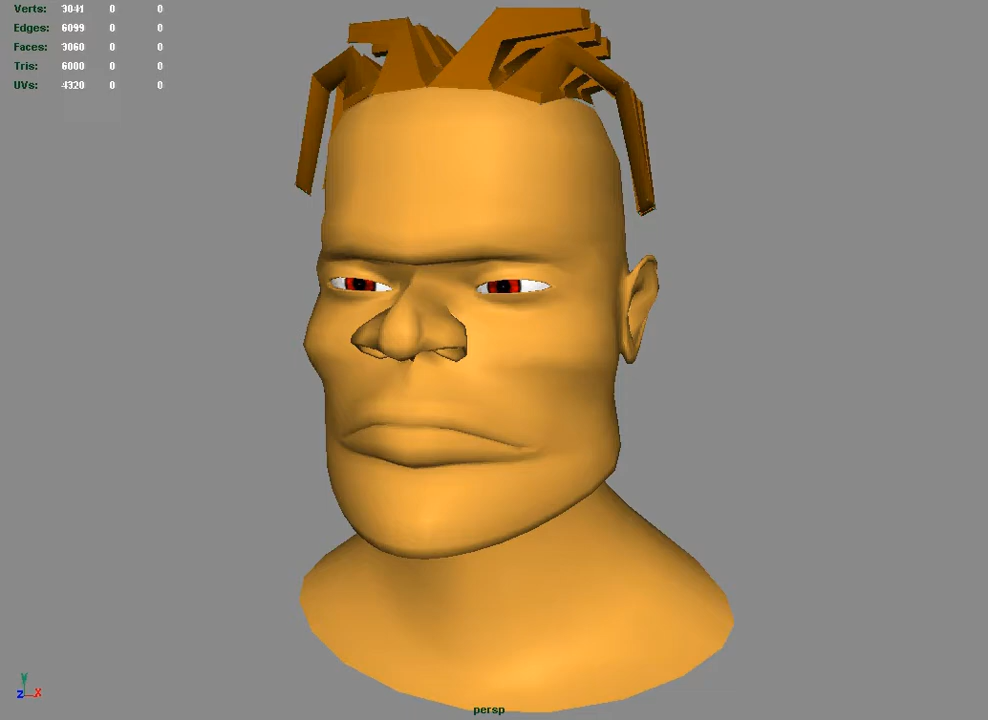 Verts: 3041 0 0
Edges: 6099 0 0
Faces: 3060 0 0
Tris: 6000 0 0
UVs: 4320 0 0
Y
Z X
persp